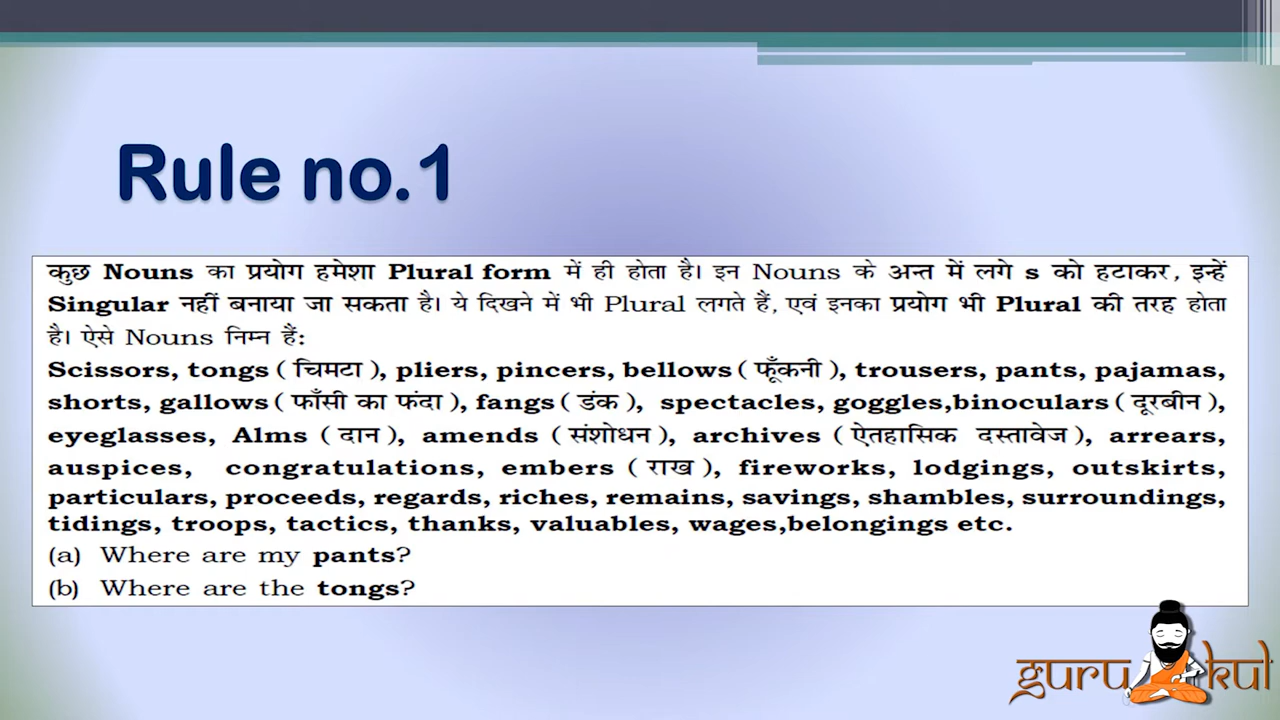 Rule no.1
कुछ Nouns का प्रयोग हमेशा Plural form में ही होता है। इन Nouns के अन्त में लगे s को हटाकर, इन्हें
Singular नहीं बनाया जा सकता है। ये दिखने में भी Plural लगते हैं, एवं इनका प्रयोग भी Plural की तरह होता
है। ऐसे Nouns निम्न हैं:
Scissors, tongs (चिमटा), pliers, pincers, bellows (फूँकनी), trousers, pants, pajamas,
shorts, gallows (फाँसी का फंदा), fangs (डंक), spectacles, goggles,binoculars (दूरबीन),
eyeglasses, Alms (दान), amends (संशोधन), archives (ऐतहासिक दस्तावेज), arrears,
auspices, congratulations, embers (राख), fireworks, lodgings, outskirts,
particulars, proceeds, regards, riches, remains, savings, shambles, surroundings,
tidings, troops, tactics, thanks, valuables, wages,belongings etc.
(a) Where are my pants?
(b) Where are the tongs?
guru kul